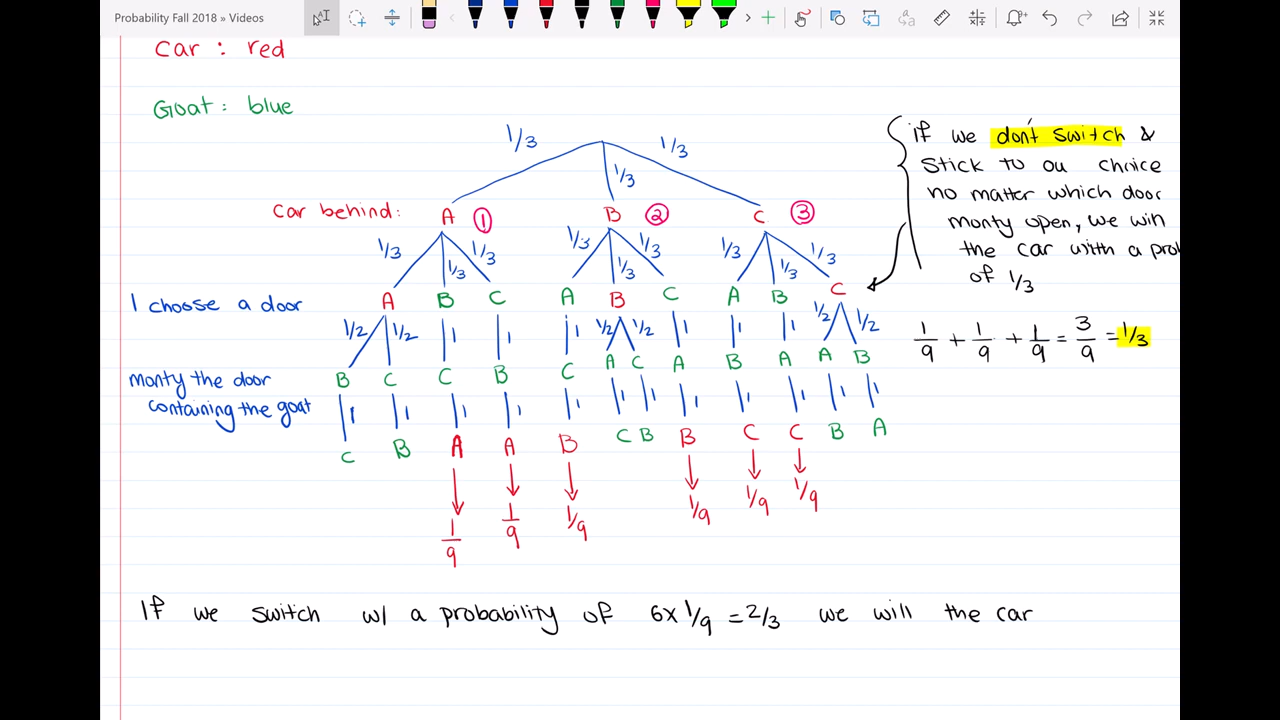 Probability Fall 2018 » Videos
Car : red
Goat : blue
1/3 1/3 1/3
if we don't switch &
stick to ou choice
no matter which door
monty open, we win
the car with a prob
of 1/3
Car behind: A ① B ② C ③
1/3 1/3 1/3 1/3 1/3 1/3 1/3 1/3 1/3
I choose a door A B C A B C A B C
1/2 1/2 1 1 1 1/2 1/2 1 1 1 1/2 1/2
1/9 + 1/9 + 1/9 = 3/9 = 1/3
monty the door
containing the goat
B C C B C A C A B A A B
1 1 1 1 1 1 1 1 1 1 1 1
C B A A B C B B C C B A
1/9 1/9 1/9 1/9 1/9 1/9
If we switch w/ a probability of 6 x 1/9 = 2/3 we will the car